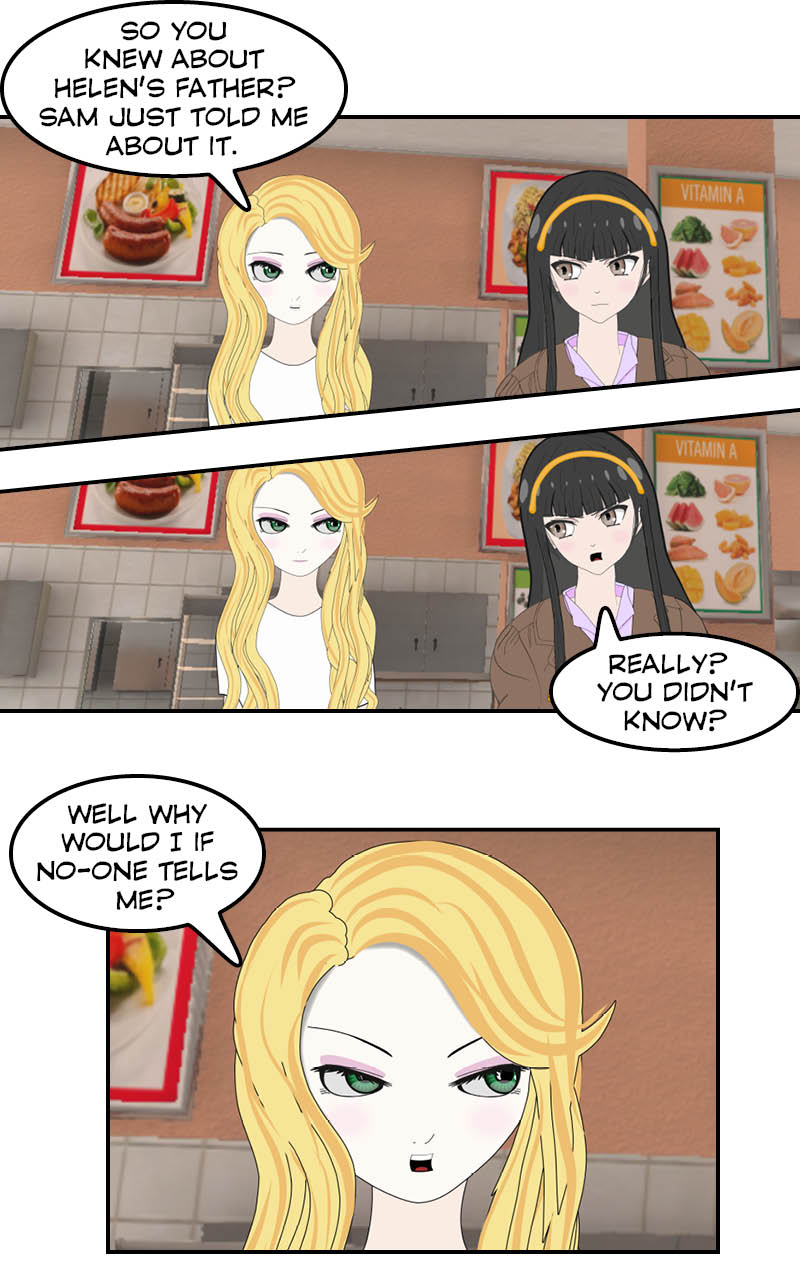 SO YOU
KNEW ABOUT
HELEN'S FATHER?
SAM JUST TOLD ME
ABOUT IT.
VITAMIN A
VITAMIN A
REALLY?
YOU DIDN'T
KNOW?
WELL WHY
WOULD I IF
NO-ONE TELLS
ME?